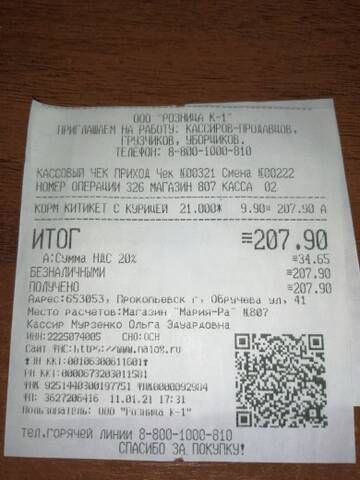 ООО "РОЗНИЦА К-1"
ПРИГЛАШАЕМ НА РАБОТУ: КАССИРОВ-ПРОДАВЦОВ,
ГРУЗЧИКОВ, УБОРЩИКОВ.
ТЕЛЕФОН: 8-800-1000-810
КАССОВЫЙ ЧЕК ПРИХОД Чек №00321 Смена №00222
НОМЕР ОПЕРАЦИИ 326 МАГАЗИН 807 КАССА 02
КОРМ КИТИКЕТ С КУРИЦЕЙ 21.000* 9.90= 207.90 А
ИТОГ ≡207.90
А:Сумма НДС 20% ≡34.65
БЕЗНАЛИЧНЫМИ ≡207.90
ПОЛУЧЕНО ≡207.90
Адрес:653053, Прокопьевск г, Обручева ул, 41
Место расчетов:Магазин "Мария-Ра" №807
Кассир Мурзенко Ольга Эдуардовна
ИНН:2225074005 СНО:ОСН
Сайт ФНС:https://www.nalog.ru
ЗН ККТ:00106300611601
РН ККТ:0000673203011581
ФН№ 9251440300197751 ФД№0000092984
ФП: 3627206416 11.01.21 17:31
Пользователь: ООО "Розница К-1"
тел.горячей линии 8-800-1000-810
СПАСИБО ЗА ПОКУПКУ!